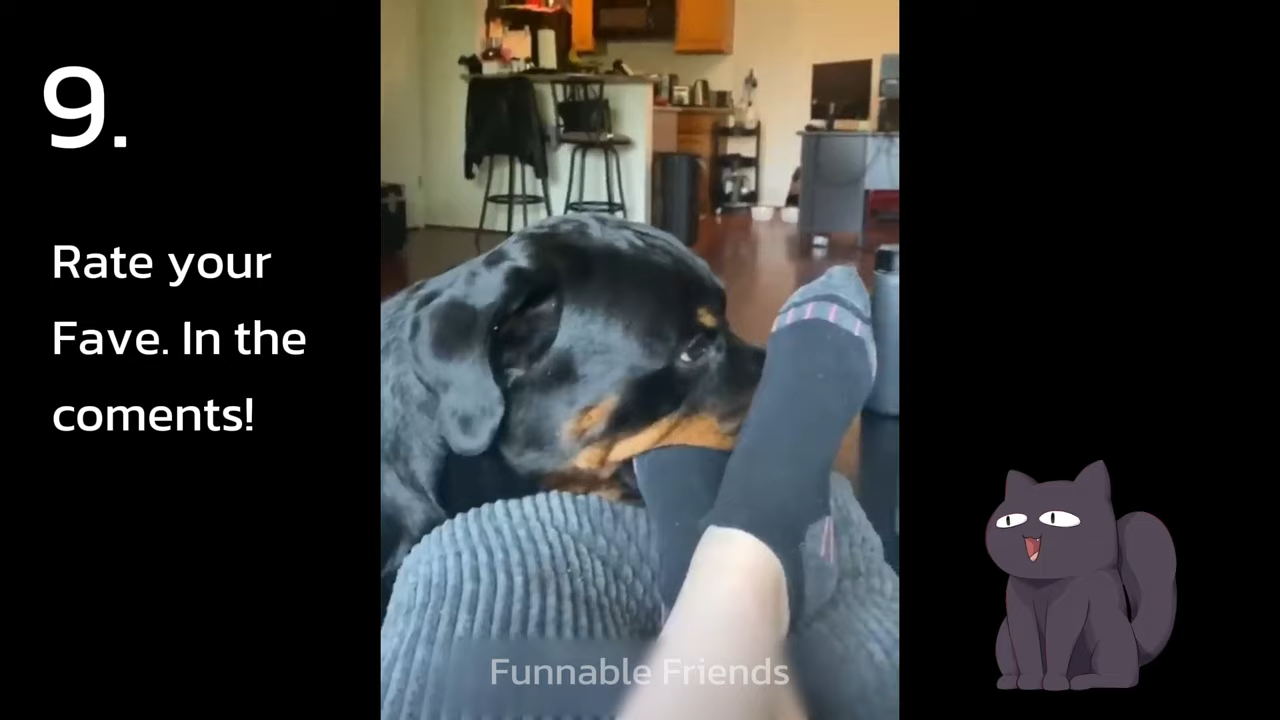 9.
Rate your
Fave. In the
coments!
Funnable Friends